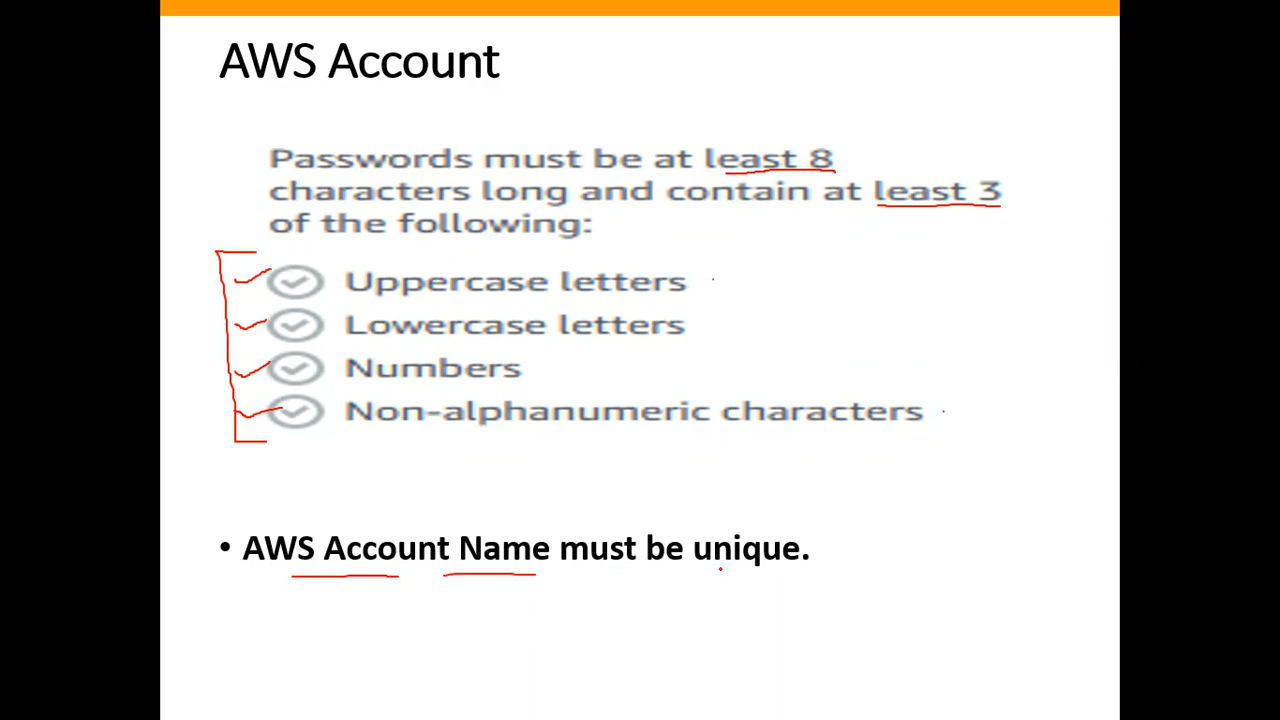 AWS Account
Passwords must be at least 8
characters long and contain at least 3
of the following:
Uppercase letters
Lowercase letters
Numbers
Non-alphanumeric characters
• AWS Account Name must be unique.